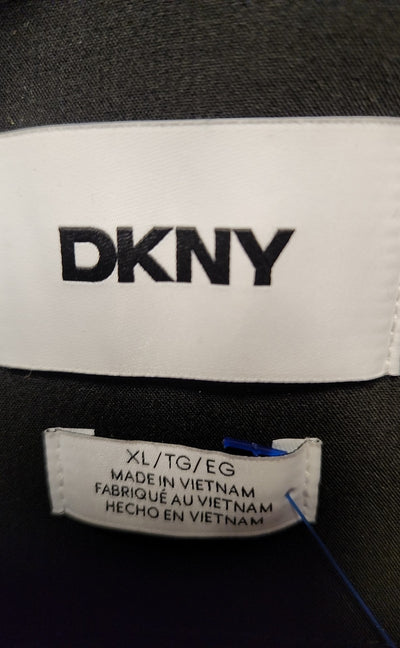 DKNY
XL/TG/EG
MADE IN VIETNAM
FABRIQUÉ AU VIETNAM
HECHO EN VIETNAM